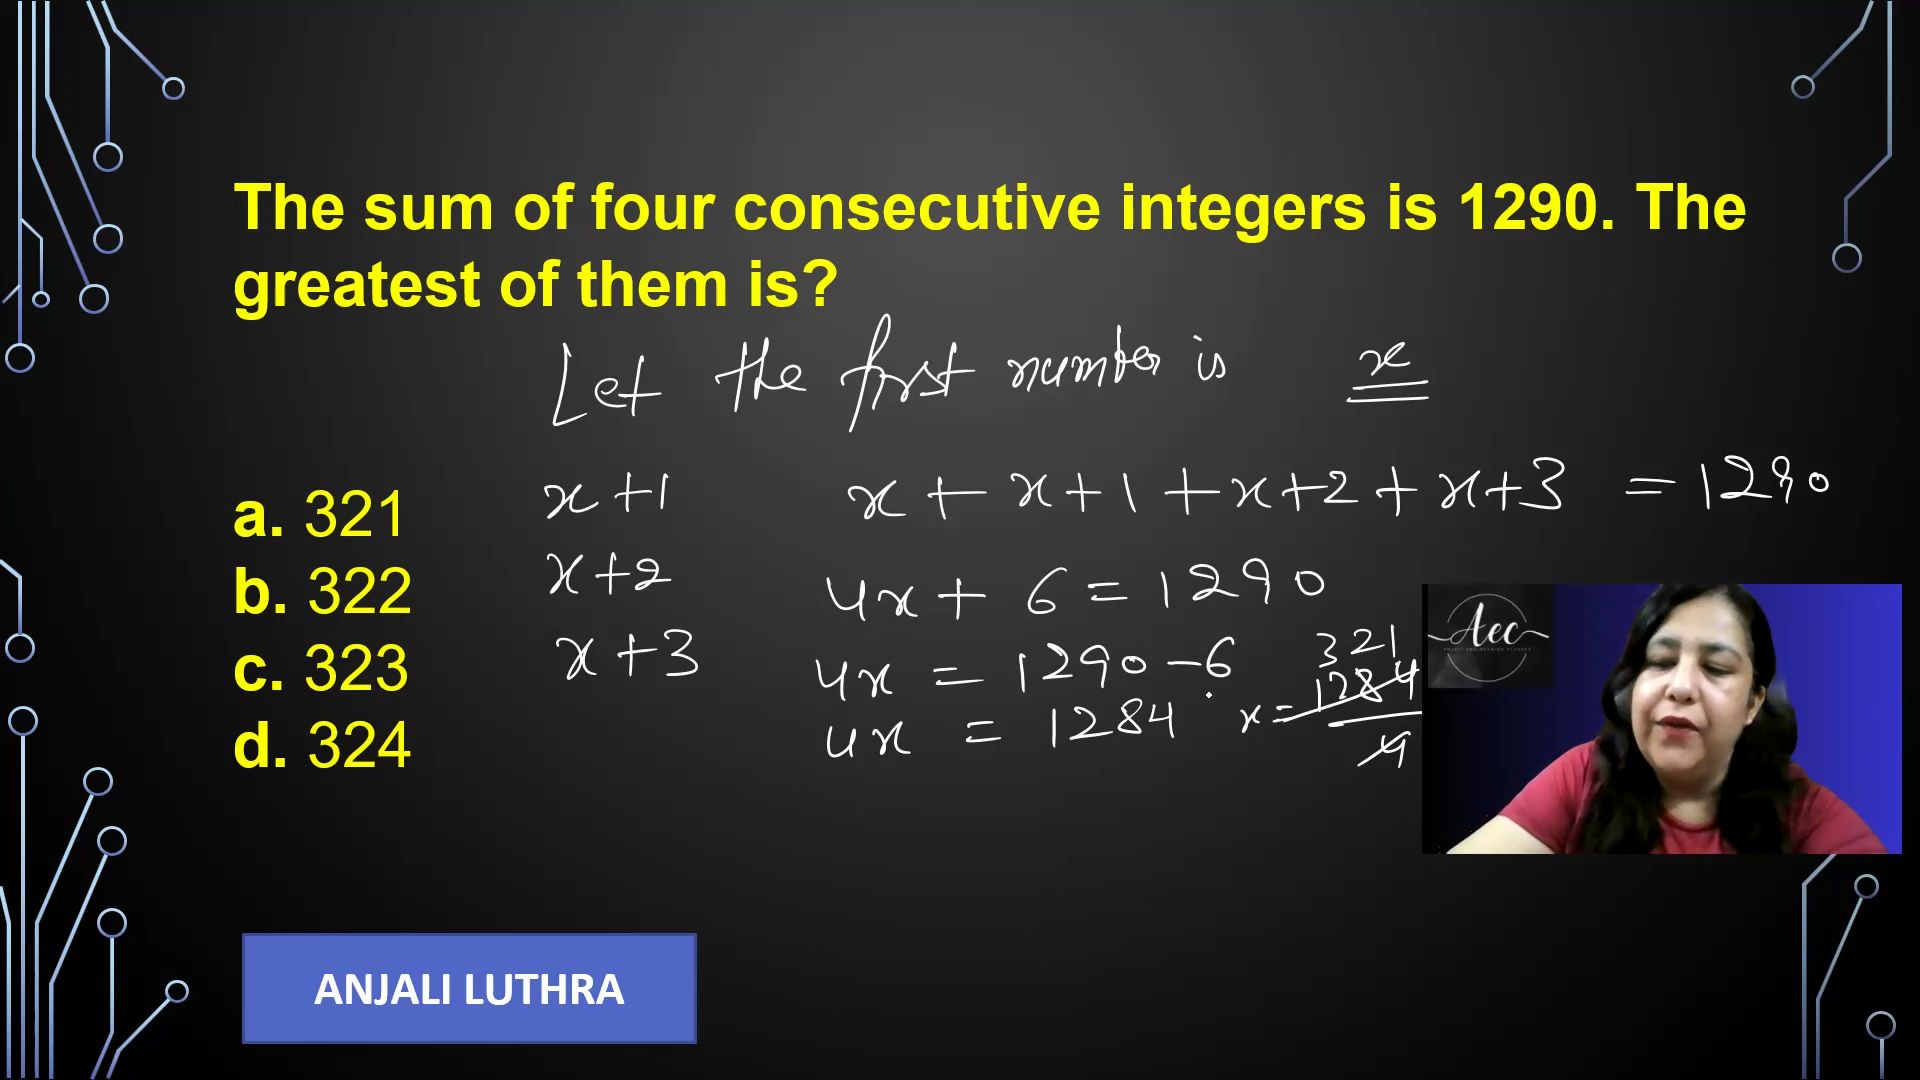 The sum of four consecutive integers is 1290. The
greatest of them is?
Let the first number is x
a. 321
b. 322
c. 323
d. 324
x+1
x+2
x+3
x + x+1 + x+2 + x+3 = 1290
4x + 6 = 1290
4x = 1290 - 6
4x = 1284
321
x = 1284
4
Aec
ANJALI LUTHRA